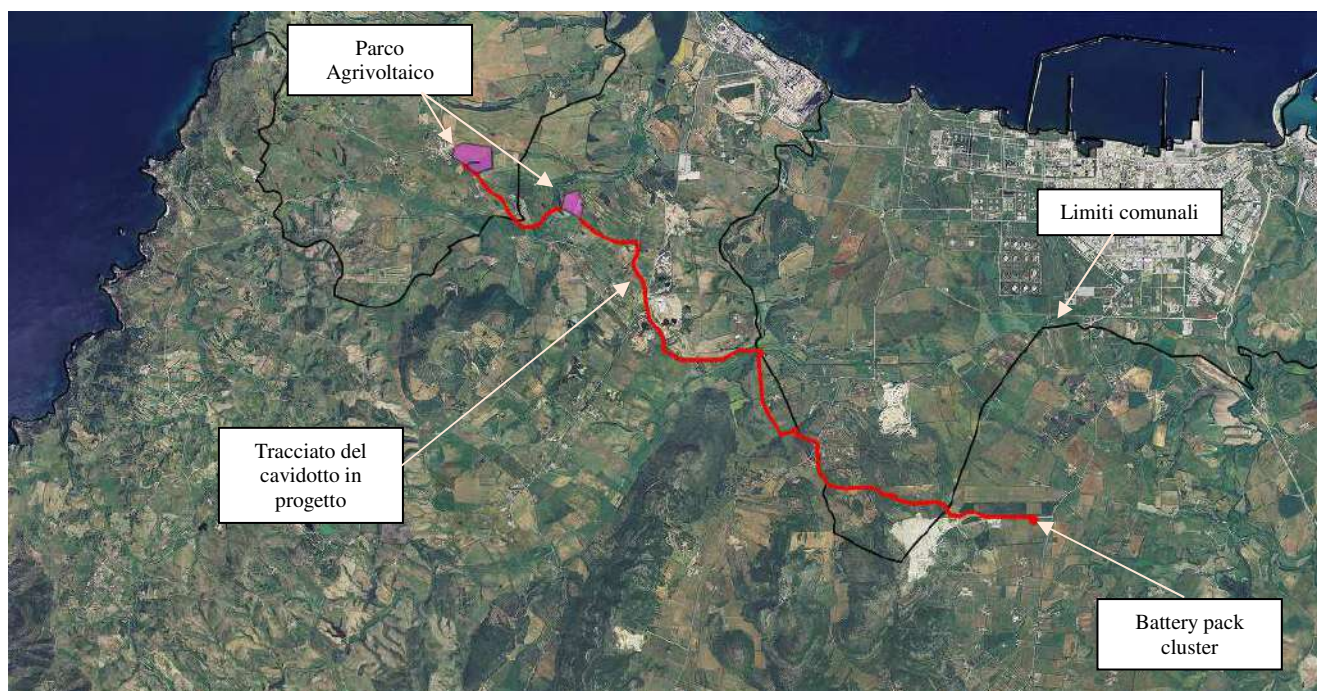 Parco
Agrivoltaico
Limiti comunali
Tracciato del
cavidotto in
progetto
Battery pack
cluster